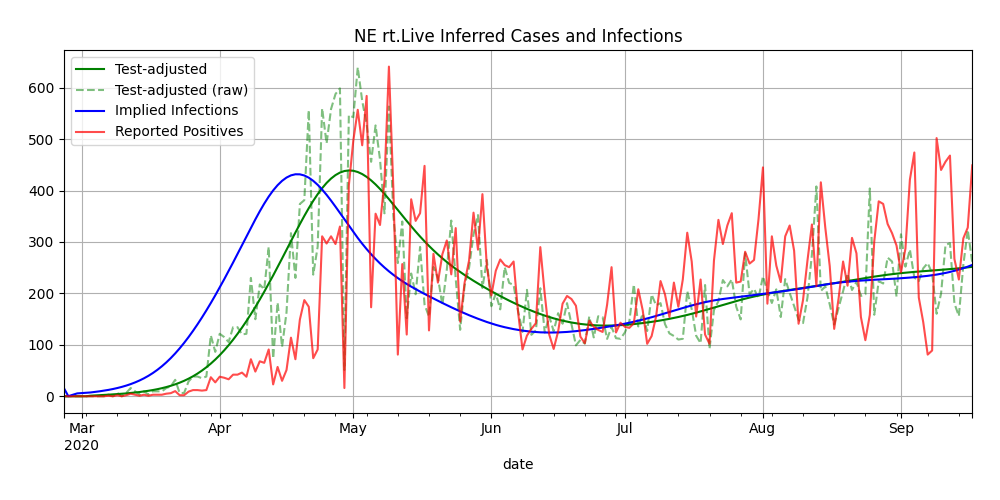 NE rt.Live Inferred Cases and Infections
Test-adjusted
Test-adjusted (raw)
Implied Infections
Reported Positives
600
500
400
300
200
100
0
Mar Apr May Jun Jul Aug Sep
2020
date